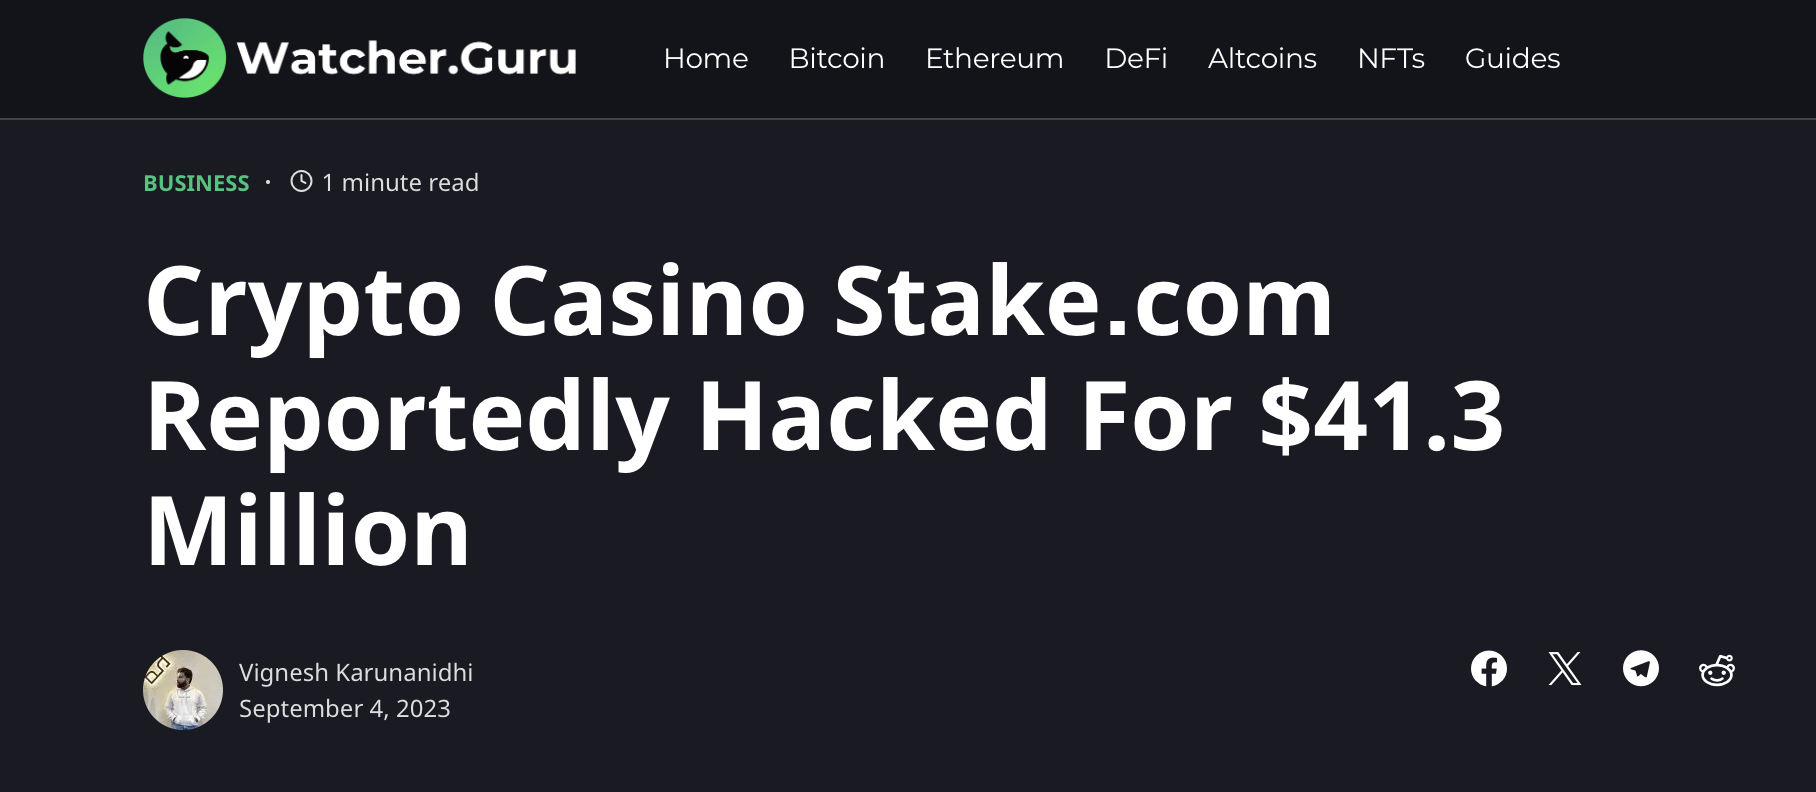 Watcher.Guru
Home Bitcoin Ethereum DeFi Altcoins NFTs Guides
BUSINESS · 1 minute read
Crypto Casino Stake.com
Reportedly Hacked For $41.3
Million
Vignesh Karunanidhi
September 4, 2023